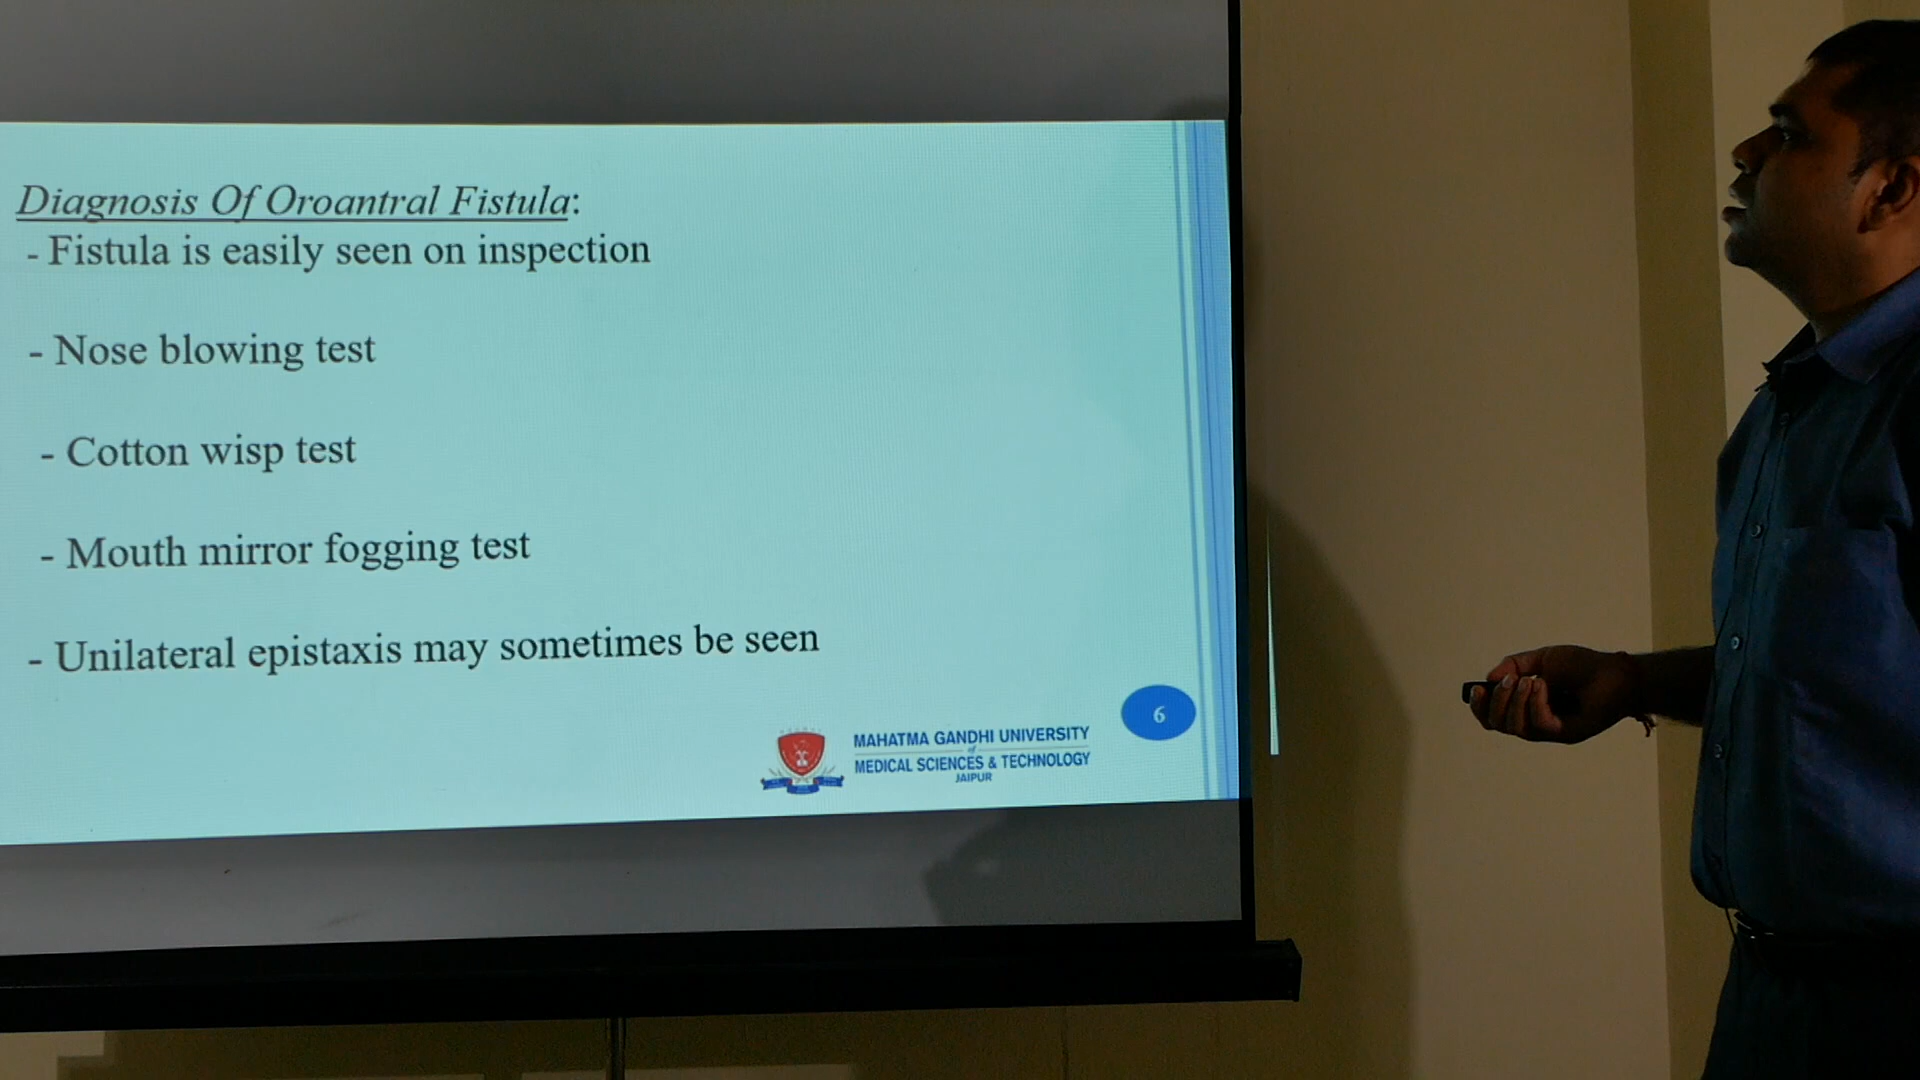 Diagnosis Of Oroantral Fistula:
- Fistula is easily seen on inspection
- Nose blowing test
- Cotton wisp test
- Mouth mirror fogging test
- Unilateral epistaxis may sometimes be seen
6
MAHATMA GANDHI UNIVERSITY
of
MEDICAL SCIENCES & TECHNOLOGY
JAIPUR